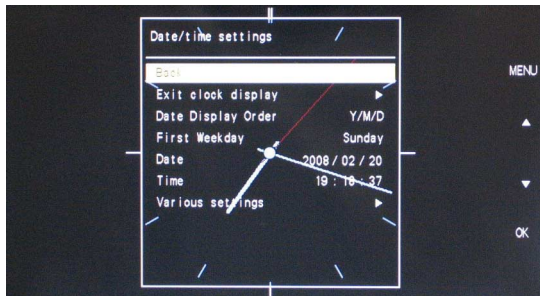 Date/time settings
Back
MENU
Exit clock display ▶
Date Display Order Y/M/D
First Weekday Sunday
Date 2008 / 02 / 20
Time 19 : 18 : 37
Various settings ▶
OK